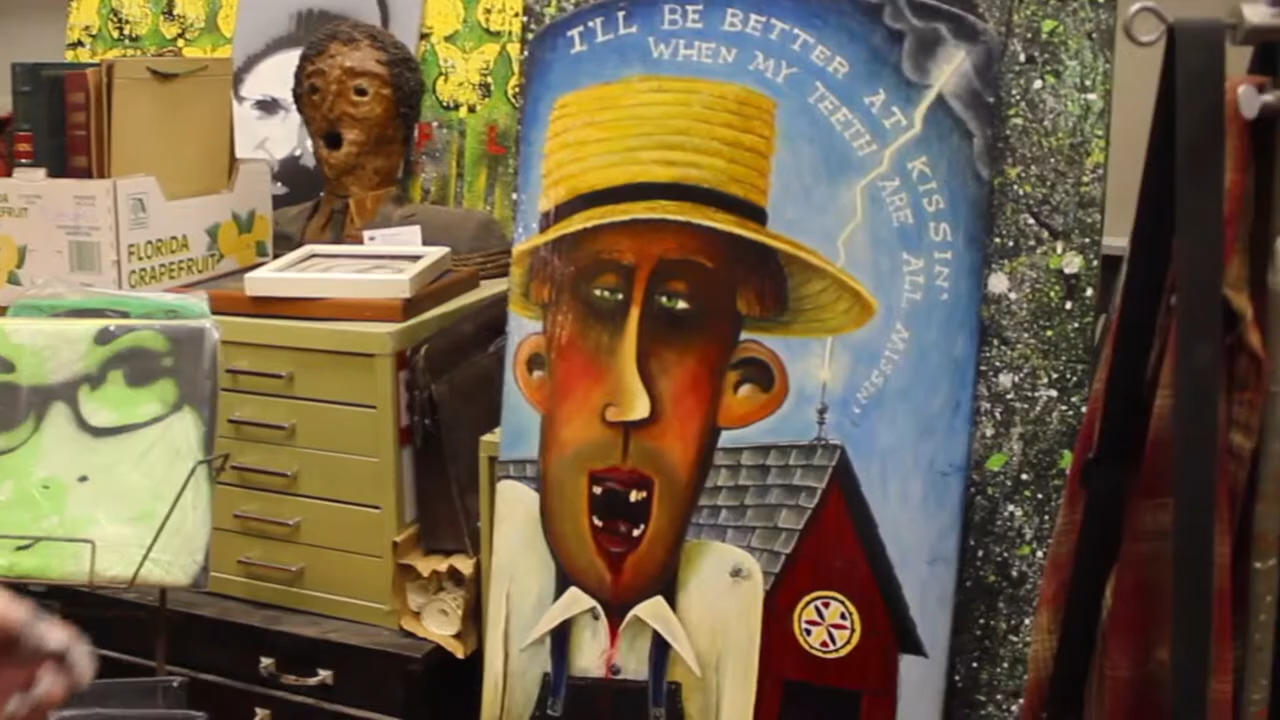 I'LL BE BETTER AT KISSIN'
WHEN MY TEETH ARE ALL MISSIN'
FLORIDA
GRAPEFRUIT
L